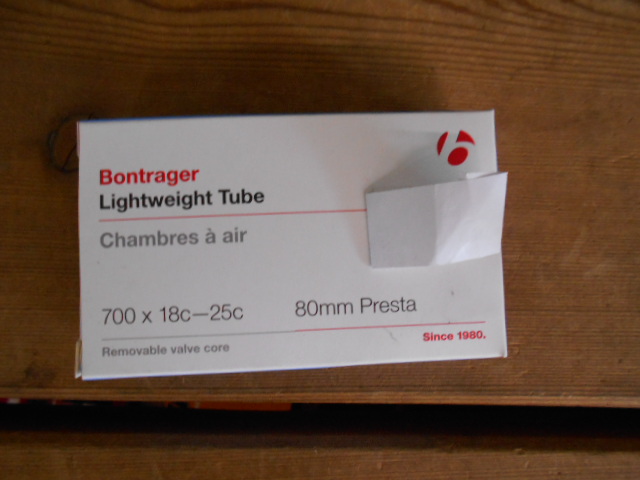 Bontrager
Lightweight Tube
Chambres à air
700 x 18c—25c 80mm Presta
Since 1980.
Removable valve core